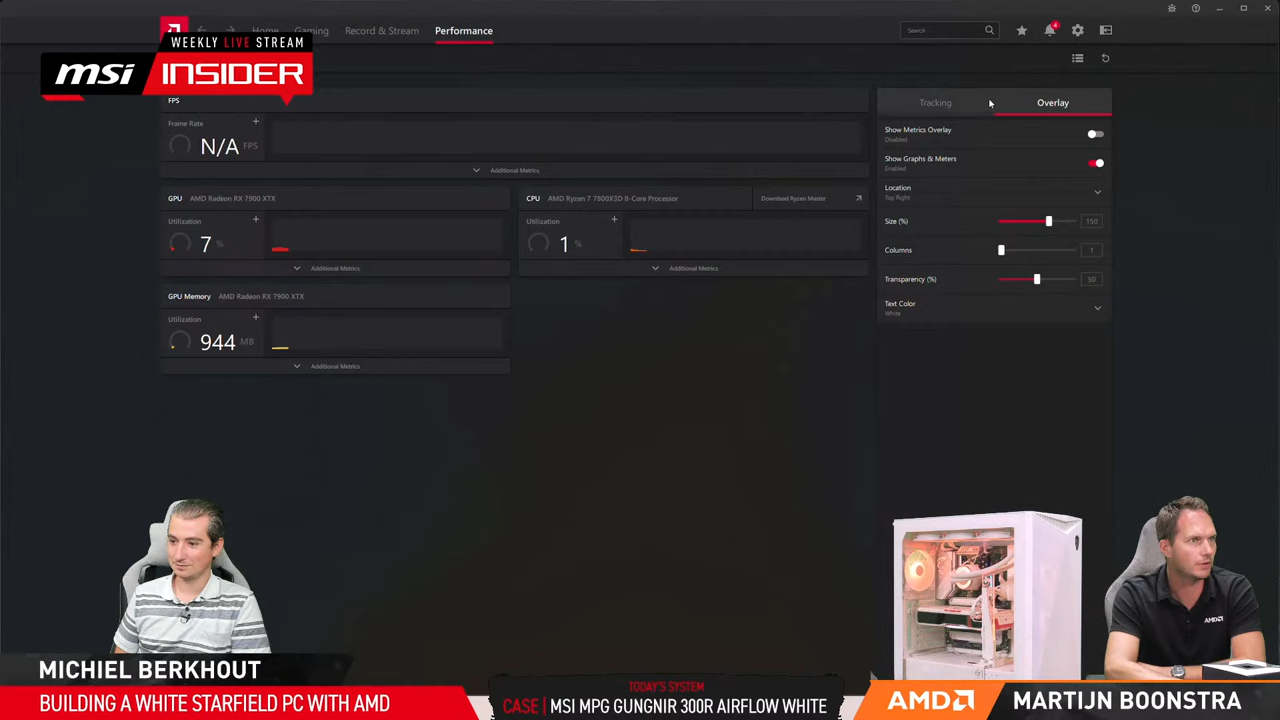 Home
Gaming
Record & Stream
Performance
Search
4
WEEKLY LIVE STREAM
msi INSIDER
FPS
Frame Rate
N/A FPS
Additional Metrics
GPU AMD Radeon RX 7900 XTX
Utilization
7 %
Additional Metrics
CPU AMD Ryzen 7 7800X3D 8-Core Processor
Download Ryzen Master
Utilization
1 %
Additional Metrics
GPU Memory AMD Radeon RX 7900 XTX
Utilization
944 MB
Additional Metrics
Tracking
Overlay
Show Metrics Overlay
Disabled
Show Graphs & Meters
Enabled
Location
Top Right
Size (%) 150
Columns 1
Transparency (%) 50
Text Color
White
AMD
MICHIEL BERKHOUT
BUILDING A WHITE STARFIELD PC WITH AMD
TODAY'S SYSTEM
CASE | MSI MPG GUNGNIR 300R AIRFLOW WHITE
AMD MARTIJN BOONSTRA